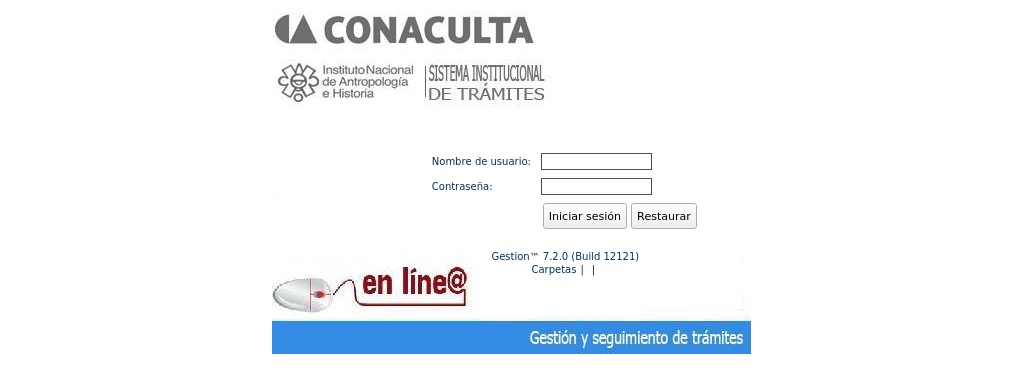 CONACULTA
Instituto Nacional
de Antropología
e Historia
SISTEMA INSTITUCIONAL
DE TRÁMITES
Nombre de usuario:
Contraseña:
Iniciar sesión Restaurar
Gestion™ 7.2.0 (Build 12121)
Carpetas | |
en líne@
Gestión y seguimiento de trámites